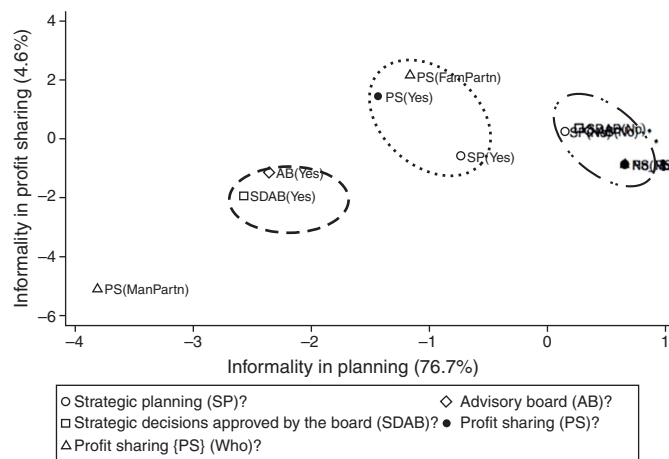 Informality in profit sharing (4.6%)
4
2
0
−2
−4
−6
PS(FamPartn)
PS(Yes)
SP(Yes)
AB(Yes)
SDAB(Yes)
PS(ManPartn)
−4
−3
−2
−1
0
1
Informality in planning (76.7%)
Strategic planning (SP)?
Advisory board (AB)?
Strategic decisions approved by the board (SDAB)?
Profit sharing (PS)?
Profit sharing {PS} (Who)?